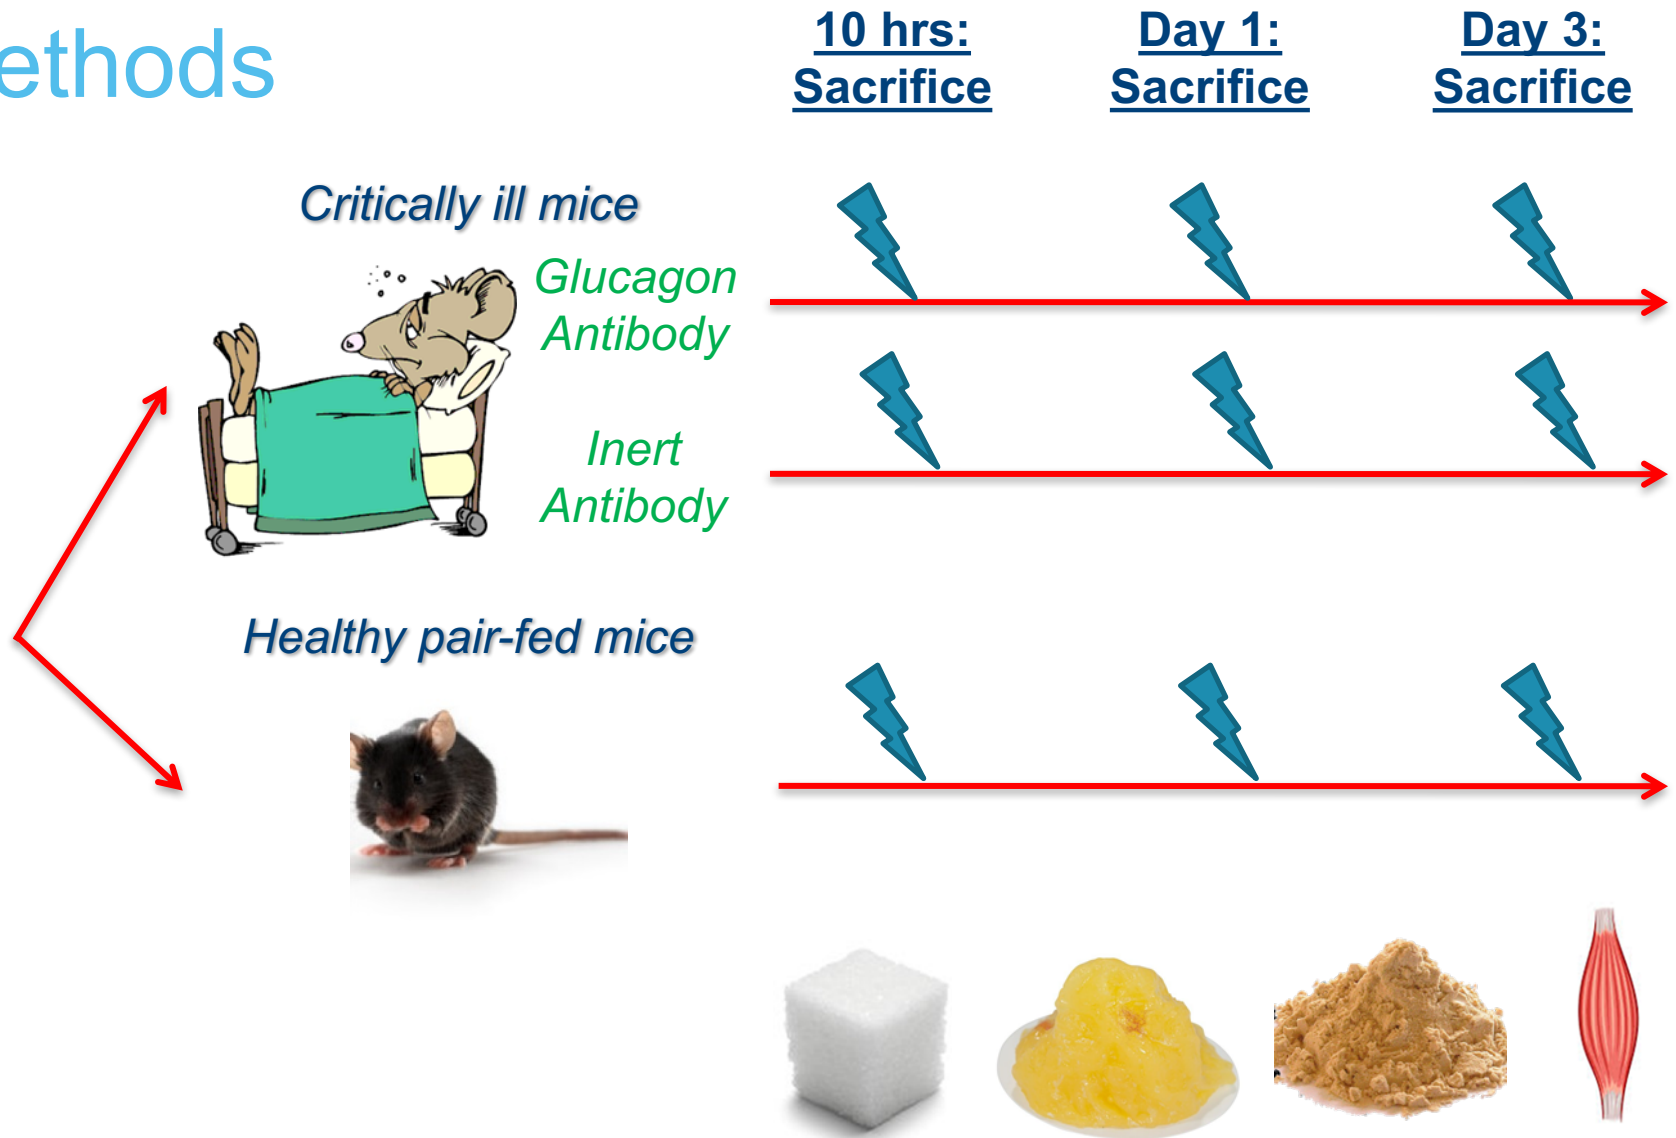 ethods
10 hrs:
Sacrifice
Day 1:
Sacrifice
Day 3:
Sacrifice
Critically ill mice
Glucagon
Antibody
Inert
Antibody
Healthy pair-fed mice